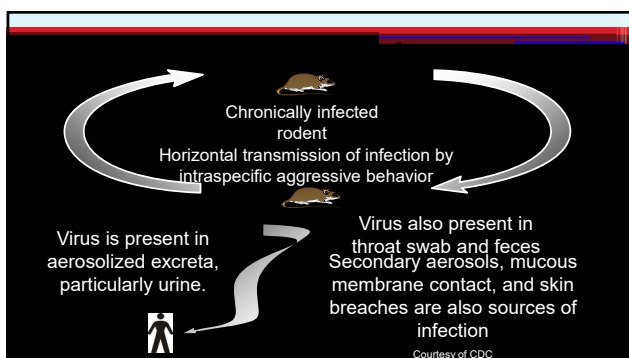 Chronically infected
rodent
Horizontal transmission of infection by
intraspecific aggressive behavior
Virus is present in
aerosolized excreta,
particularly urine.
Virus also present in
throat swab and feces
Secondary aerosols, mucous
membrane contact, and skin
breaches are also sources of
infection
Courtesy of CDC